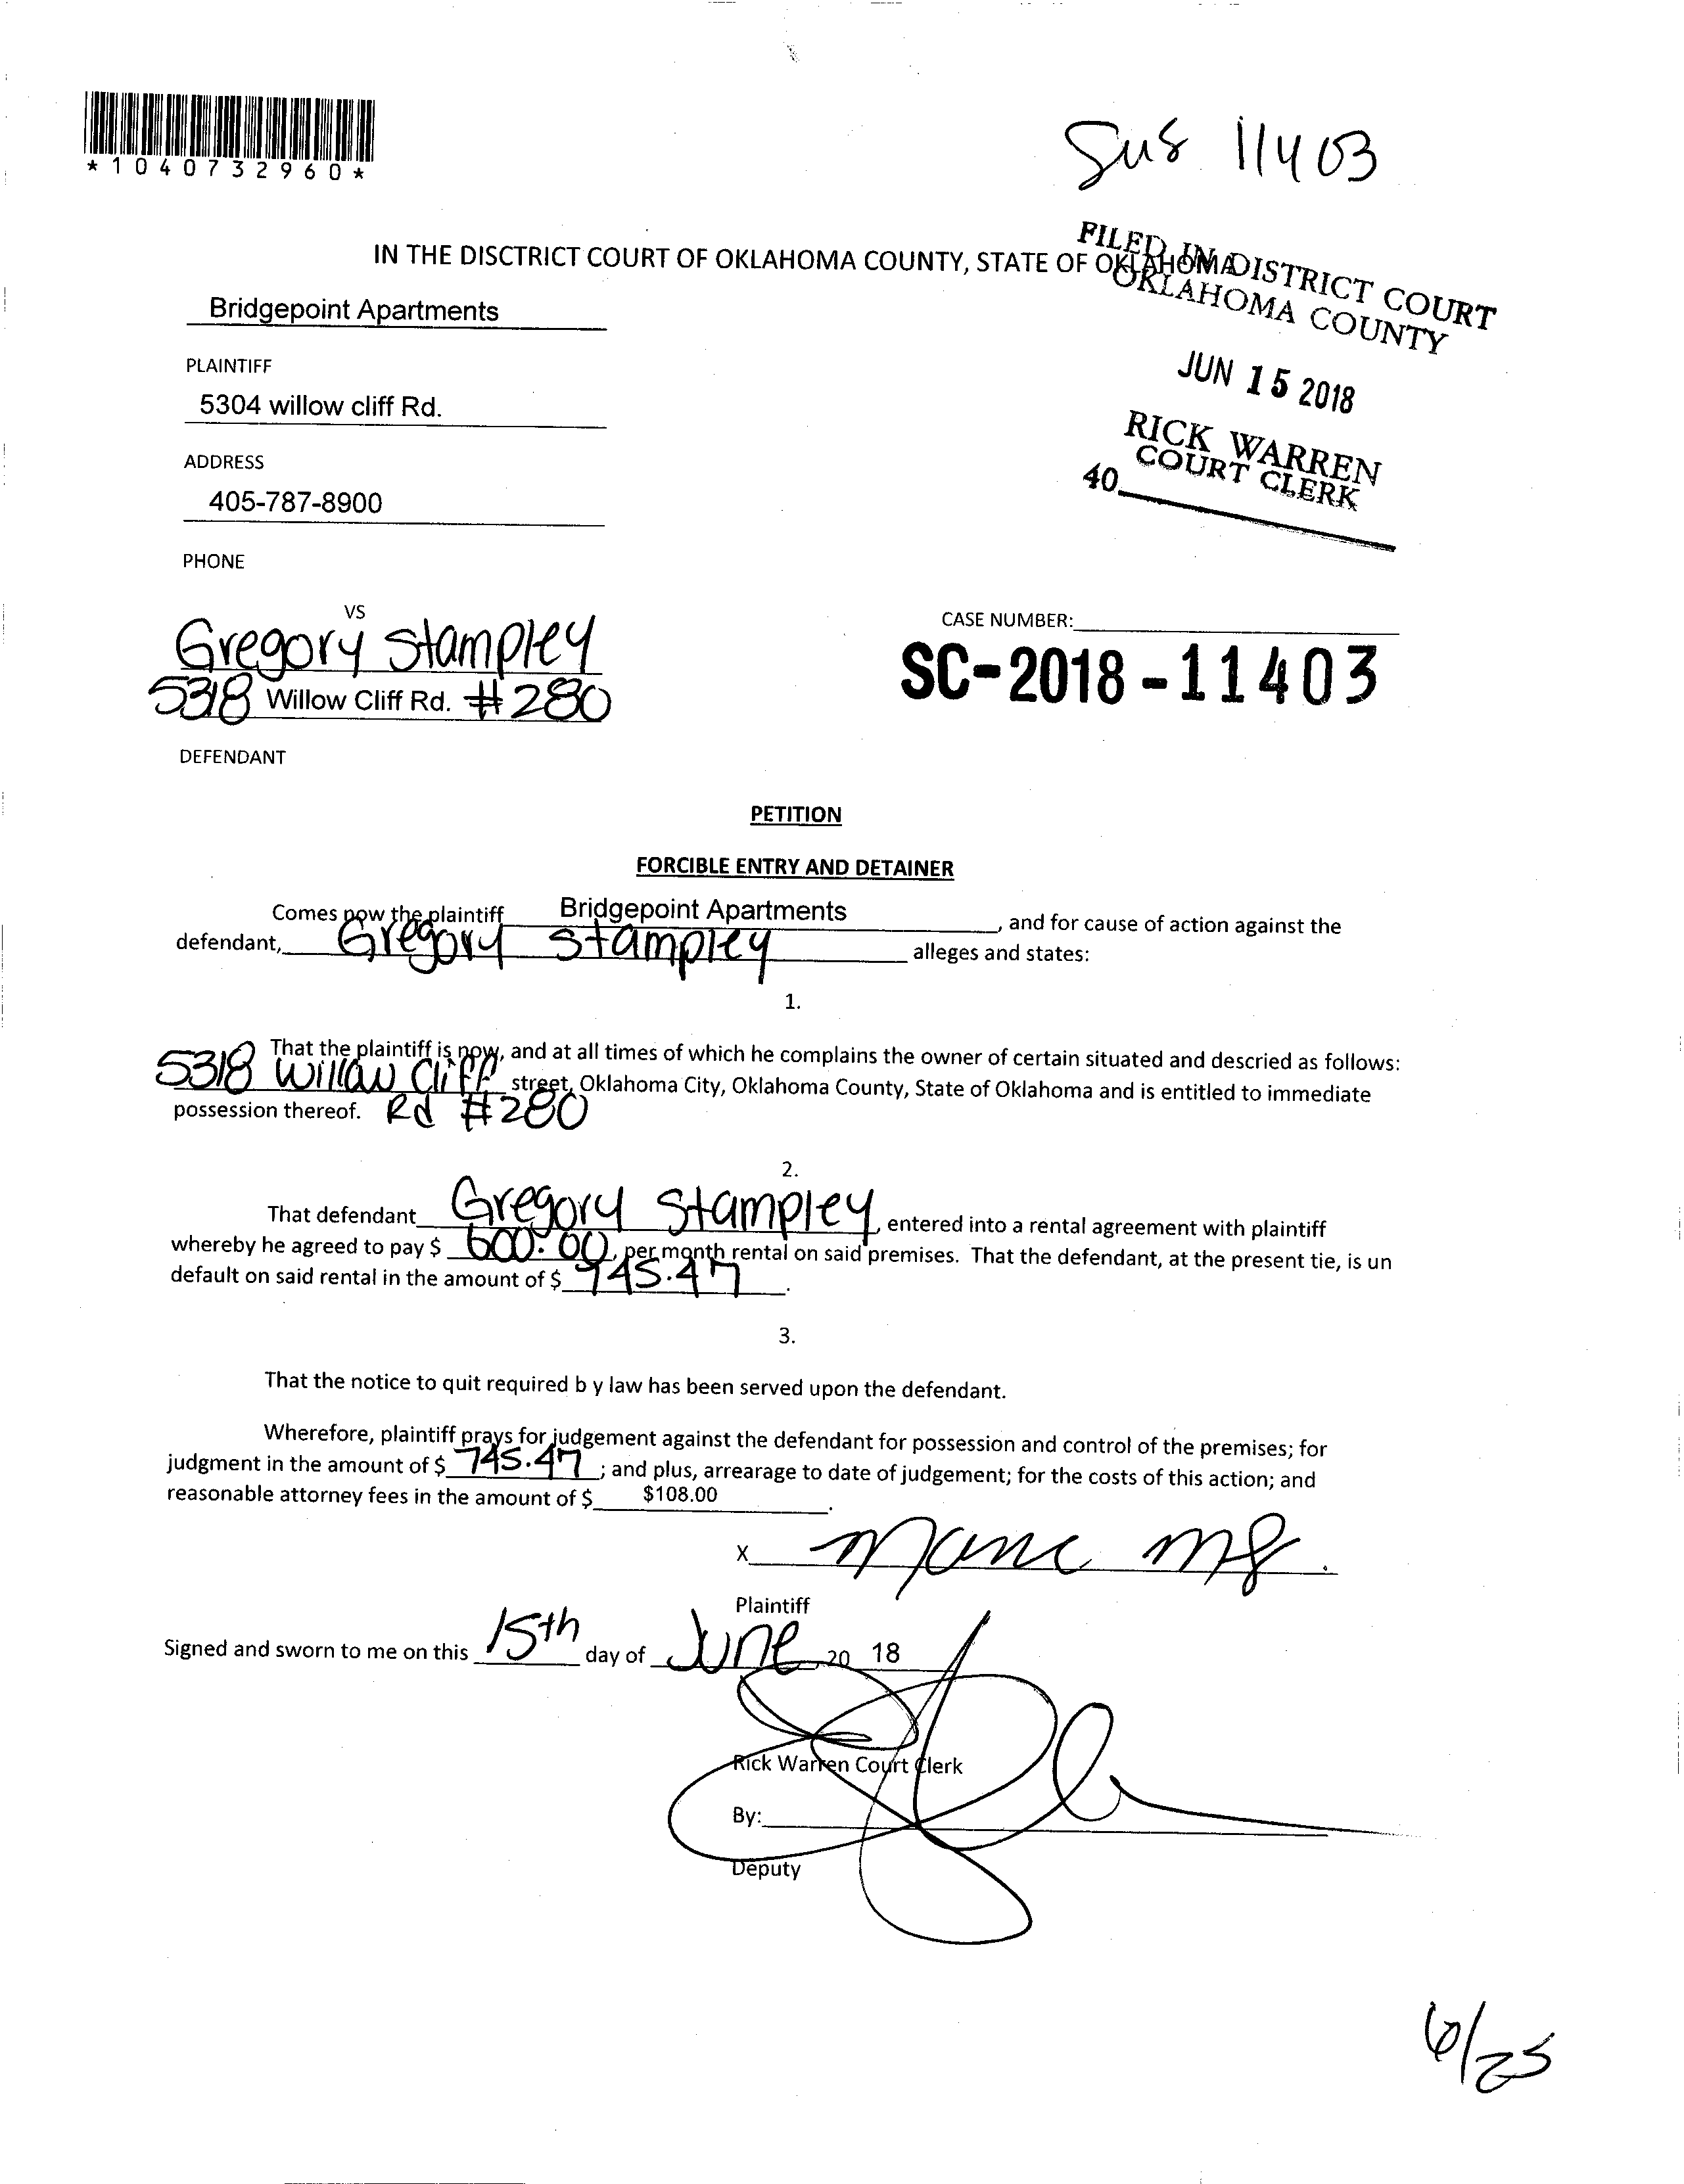 *1040732960*
Sus 11403
IN THE DISCTRICT COURT OF OKLAHOMA COUNTY, STATE OF OKLAHOMA
FILED IN DISTRICT COURT
OKLAHOMA COUNTY
JUN 15 2018
RICK WARREN
COURT CLERK
40
Bridgepoint Apartments
PLAINTIFF
5304 willow cliff Rd.
ADDRESS
405-787-8900
PHONE
VS
Gregory Stampley
5318 Willow Cliff Rd. #280
DEFENDANT
CASE NUMBER:
SC-2018-11403
PETITION
FORCIBLE ENTRY AND DETAINER
Comes now the plaintiff Bridgepoint Apartments, and for cause of action against the
defendant, Gregory Stampley alleges and states:
1.
That the plaintiff is now, and at all times of which he complains the owner of certain situated and descried as follows:
5318 Willow Cliff street, Oklahoma City, Oklahoma County, State of Oklahoma and is entitled to immediate
possession thereof. Rd #280
2.
That defendant Gregory Stampley, entered into a rental agreement with plaintiff
whereby he agreed to pay $ 600.00, per month rental on said premises. That the defendant, at the present tie, is un
default on said rental in the amount of $ 745.47.
3.
That the notice to quit required b y law has been served upon the defendant.
Wherefore, plaintiff prays for judgement against the defendant for possession and control of the premises; for
judgment in the amount of $ 745.47; and plus, arrearage to date of judgement; for the costs of this action; and
reasonable attorney fees in the amount of $ $108.00.
X
Plaintiff
Signed and sworn to me on this 15th day of June, 20 18
Rick Warren Court Clerk
By:
Deputy
6/25